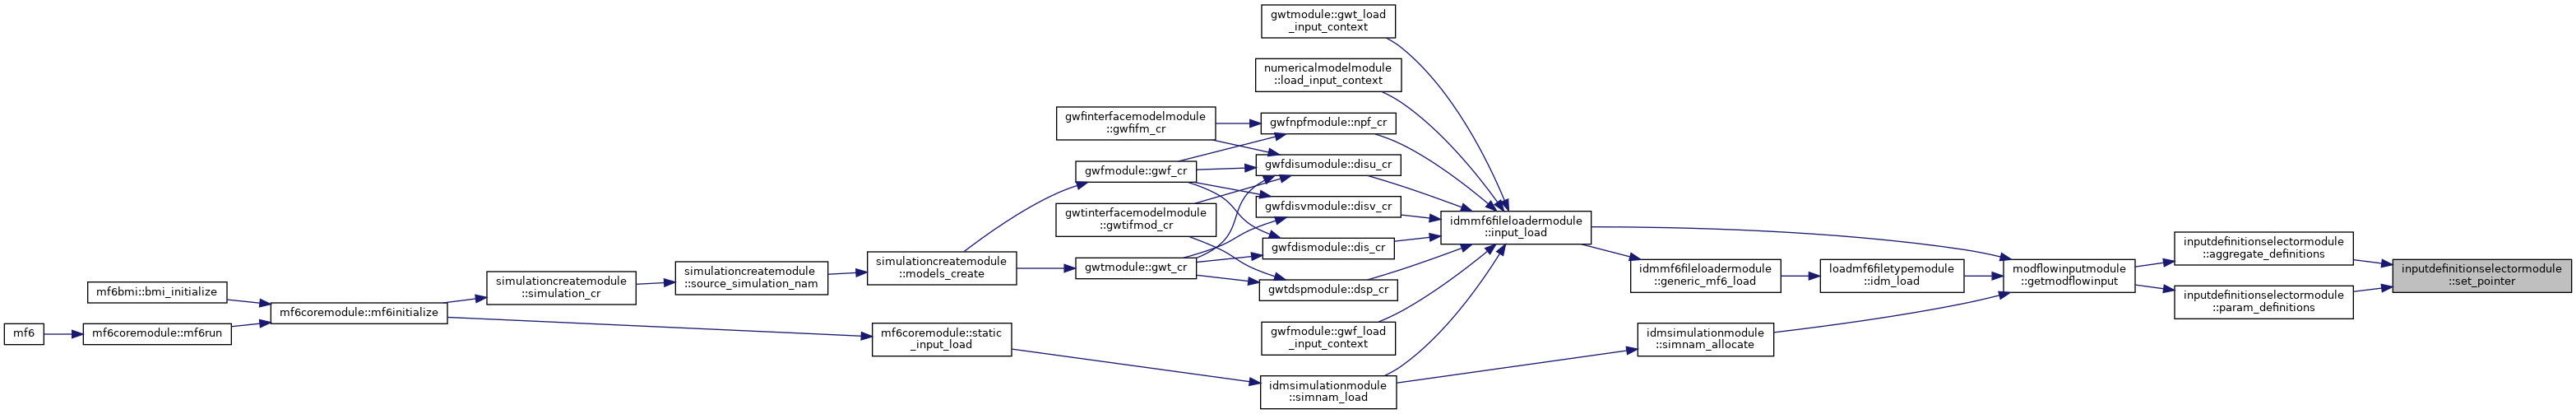 mf6
mf6bmi::bmi_initialize
mf6coremodule::mf6run
mf6coremodule::mf6initialize
simulationcreatemodule
::simulation_cr
source_simulation_nam
simulationcreatemodule
::source_simulation_nam
simulationcreatemodule
::models_create
mf6coremodule::static
_input_load
gwfinterfacemodelmodule
::gwfifm_cr
gwfmodule::gwf_cr
gwtinterfacemodelmodule
::gwtifmod_cr
gwtmodule::gwt_cr
gwtmodule::gwt_load
_input_context
numericalmodelmodule
::load_input_context
gwfnpfmodule::npf_cr
gwfdisumodule::disu_cr
gwfdisvmodule::disv_cr
gwfdismodule::dis_cr
gwtdspmodule::dsp_cr
gwfmodule::gwf_load
_input_context
idmsimulationmodule
::simnam_load
idmmf6fileloadermodule
::input_load
idmmf6fileloadermodule
::generic_mf6_load
idmsimulationmodule
::simnam_allocate
loadmf6filetypemodule
::idm_load
modflowinputmodule
::getmodflowinput
inputdefinitionselectormodule
::aggregate_definitions
inputdefinitionselectormodule
::param_definitions
inputdefinitionselectormodule
::set_pointer